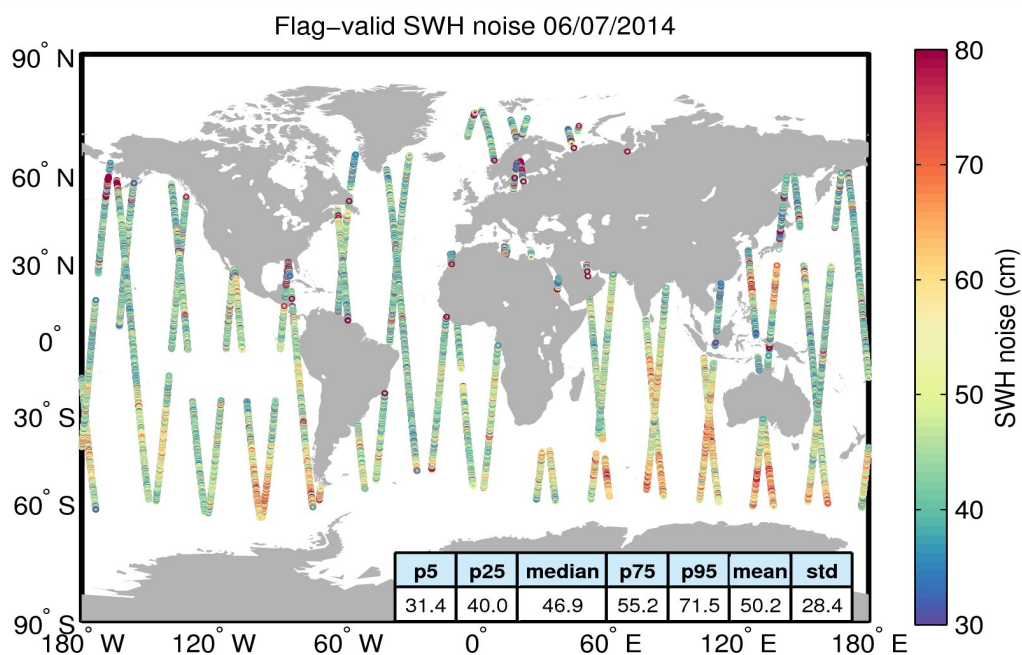 Flag−valid SWH noise 06/07/2014
90° N
60° N
30° N
0°
30° S
60° S
90° S
180° W
120° W
60° W
0°
60° E
120° E
180° E
80
70
60
50
40
30
SWH noise (cm)
p5 p25 median p75 p95 mean std
31.4 40.0 46.9 55.2 71.5 50.2 28.4